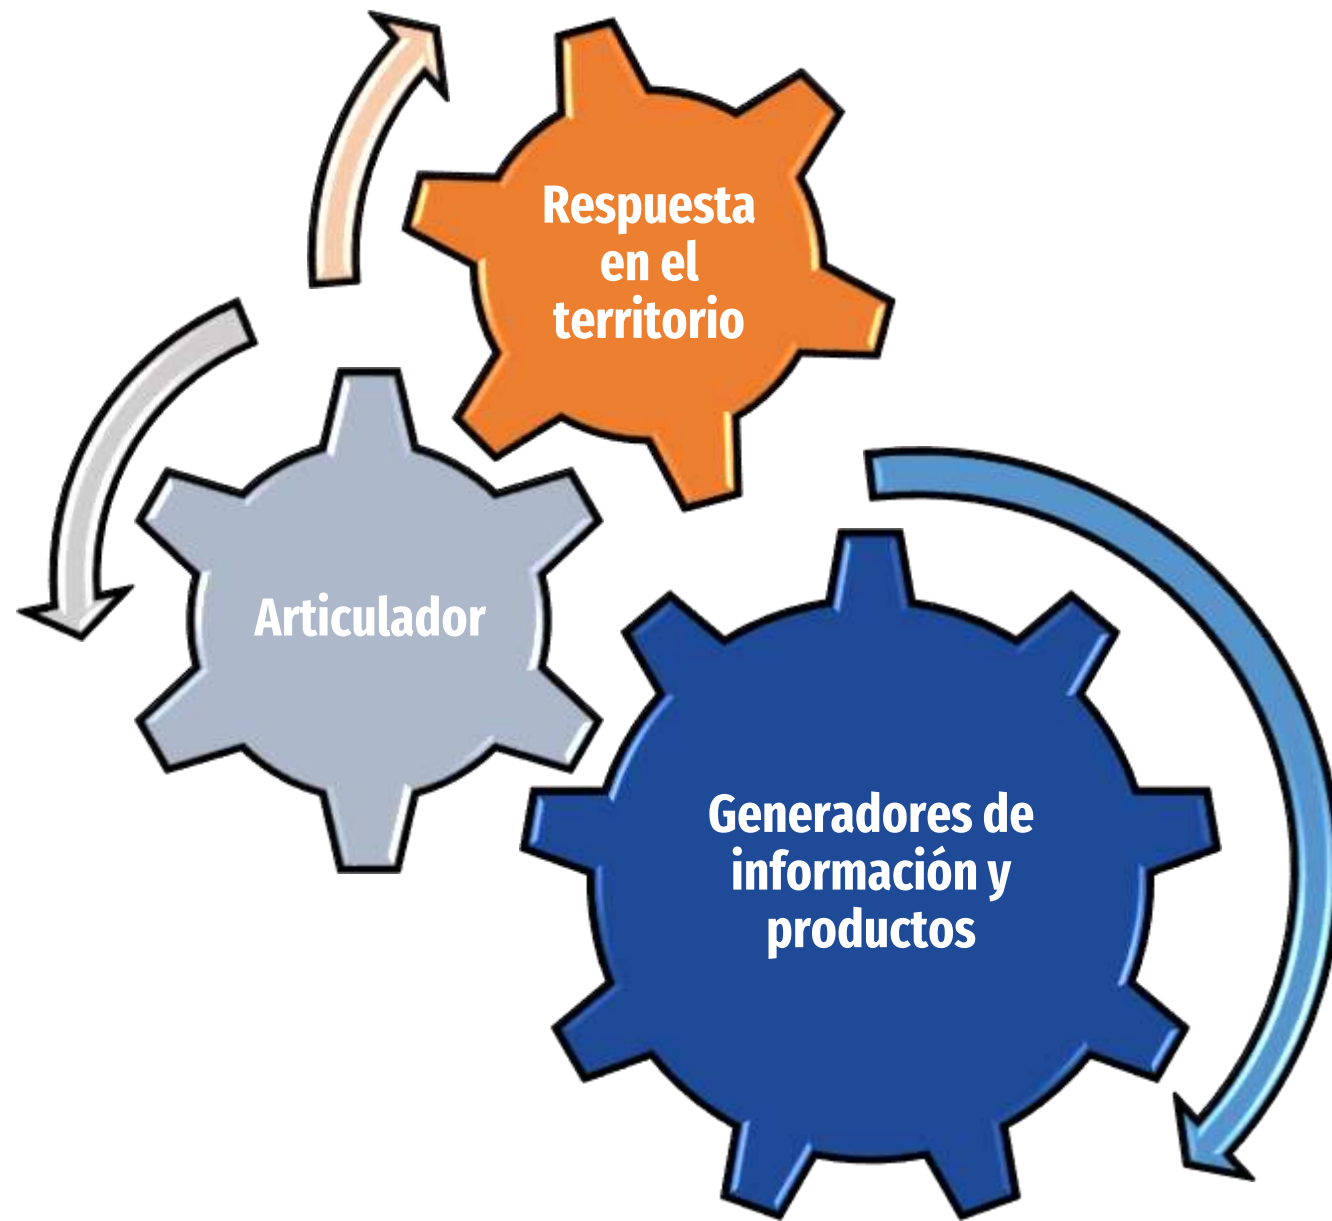 Respuesta
en el
territorio
Articulador
Generadores de
información y
productos